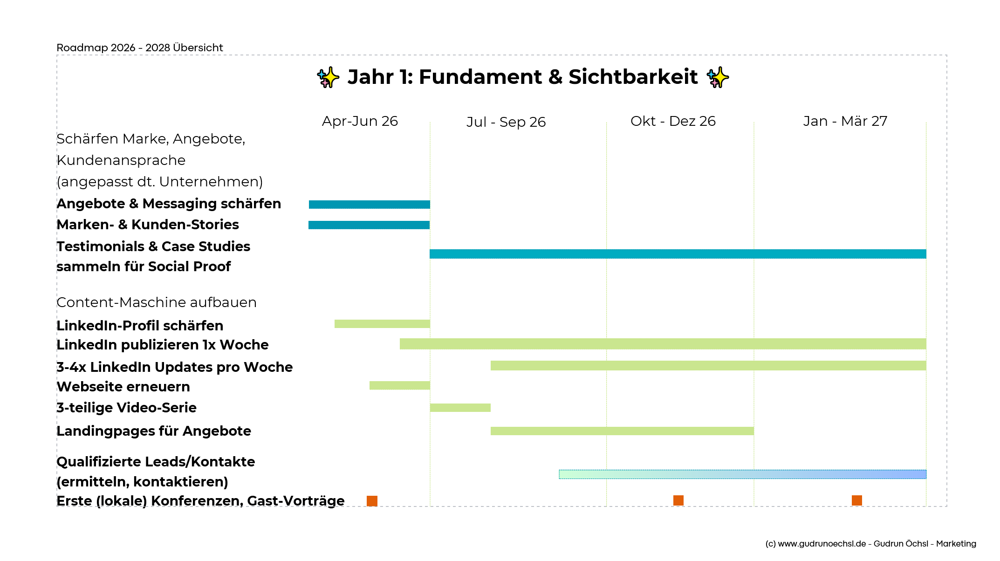 Roadmap 2026 - 2028 Übersicht
Jahr 1: Fundament & Sichtbarkeit
Apr-Jun 26
Jul - Sep 26
Okt - Dez 26
Jan - Mär 27
Schärfen Marke, Angebote,
Kundenansprache
(angepasst dt. Unternehmen)
Angebote & Messaging schärfen
Marken- & Kunden-Stories
Testimonials & Case Studies
sammeln für Social Proof
Content-Maschine aufbauen
LinkedIn-Profil schärfen
LinkedIn publizieren 1x Woche
3-4x LinkedIn Updates pro Woche
Webseite erneuern
3-teilige Video-Serie
Landingpages für Angebote
Qualifizierte Leads/Kontakte
(ermitteln, kontaktieren)
Erste (lokale) Konferenzen, Gast-Vorträge
(c) www.gudrunoechsl.de - Gudrun Öchsl - Marketing